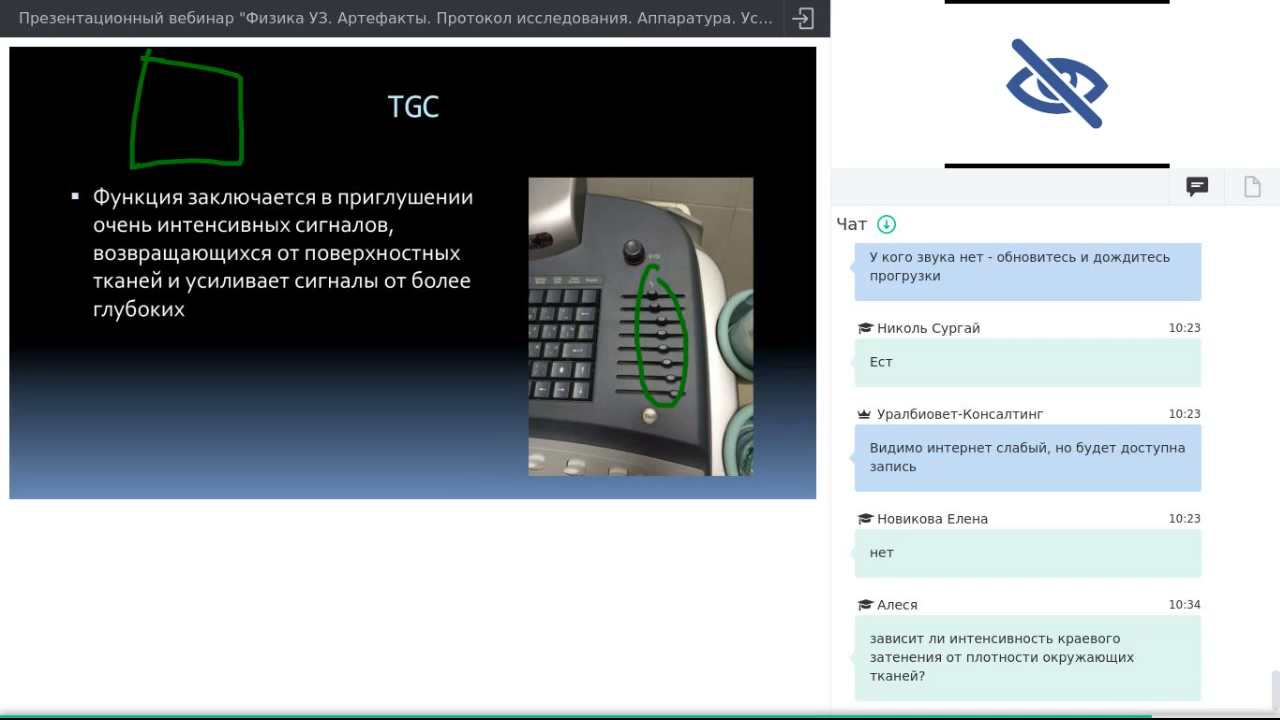 Презентационный вебинар "Физика УЗ. Артефакты. Протокол исследования. Аппаратура. Ус...
TGC
▪ Функция заключается в приглушении
очень интенсивных сигналов,
возвращающихся от поверхностных
тканей и усиливает сигналы от более
глубоких
Чат
У кого звука нет - обновитесь и дождитесь
прогрузки
Николь Сургай 10:23
Ест
Уралбиовет-Консалтинг 10:23
Видимо интернет слабый, но будет доступна
запись
Новикова Елена 10:23
нет
Алеся 10:34
зависит ли интенсивность краевого
затенения от плотности окружающих
тканей?